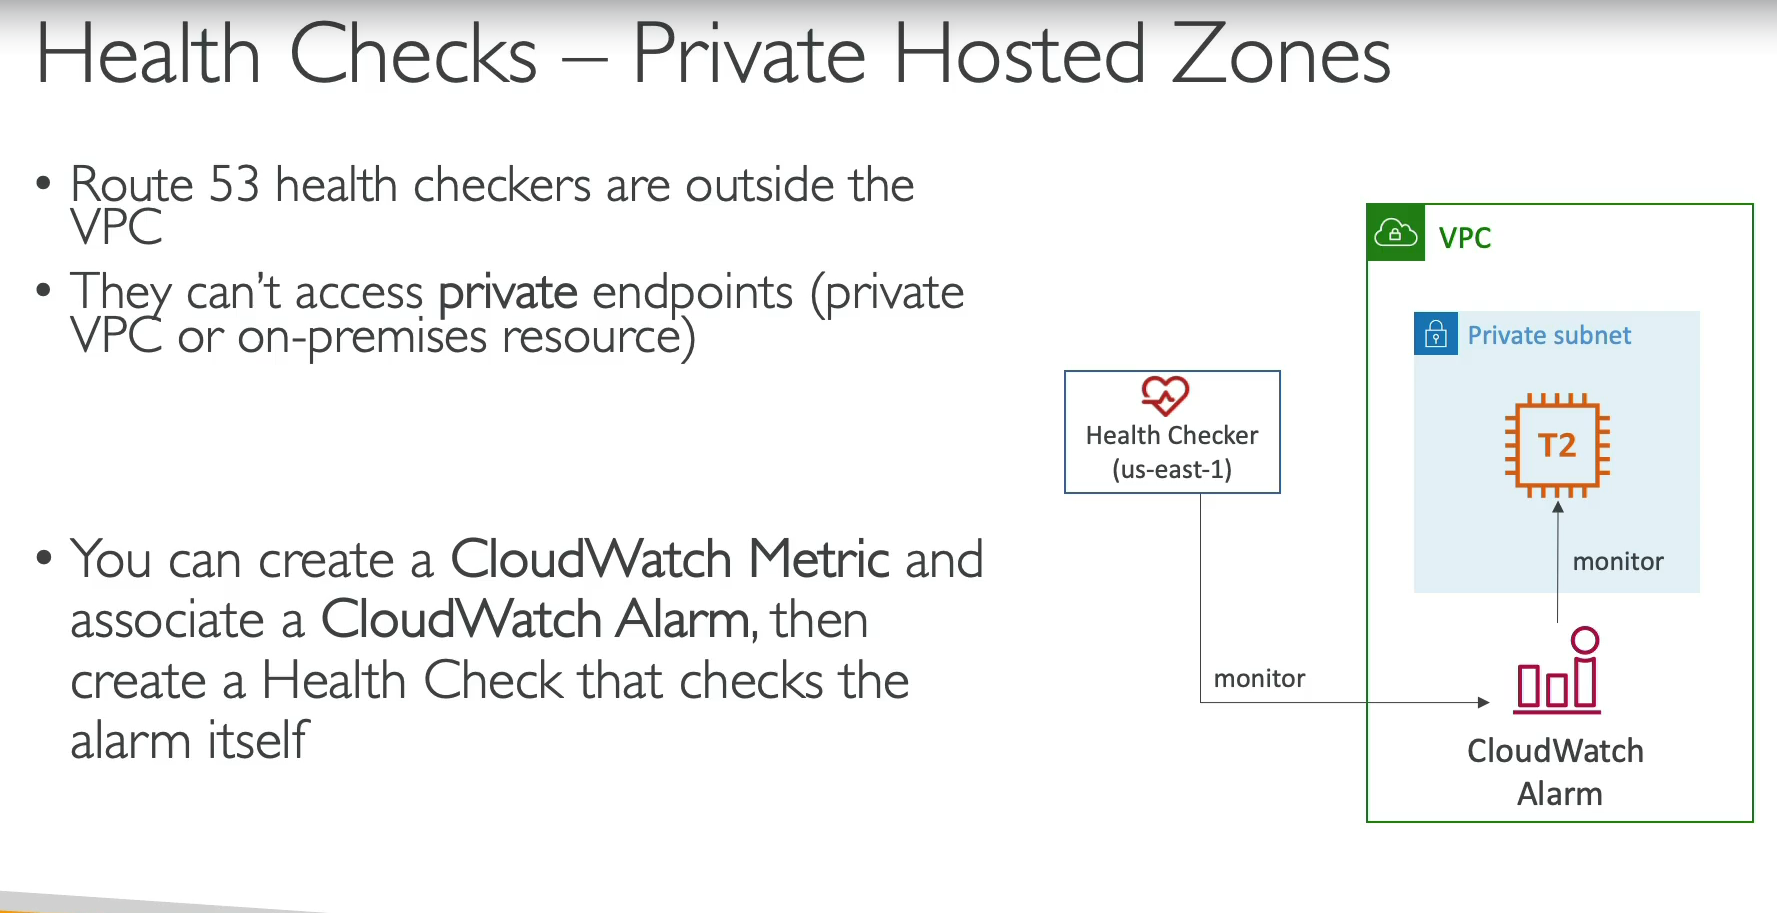 Health Checks – Private Hosted Zones
• Route 53 health checkers are outside the
VPC
• They can’t access private endpoints (private
VPC or on-premises resource)
• You can create a CloudWatch Metric and
associate a CloudWatch Alarm, then
create a Health Check that checks the
alarm itself
VPC
Private subnet
T2
Health Checker
(us-east-1)
monitor
monitor
CloudWatch
Alarm